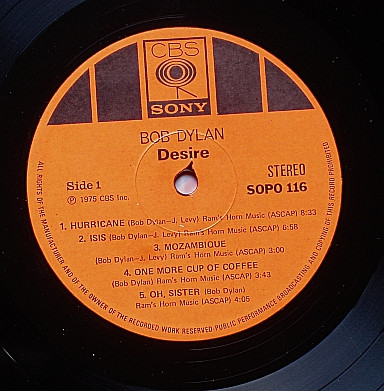 CBS
SONY
BOB DYLAN
Desire
Side 1
STEREO
℗ 1975 CBS Inc.
SOPO 116
1. HURRICANE (Bob Dylan–J. Levy) Ram's Horn Music (ASCAP) 8:33
2. ISIS (Bob Dylan–J. Levy) Ram's Horn Music (ASCAP) 6:58
3. MOZAMBIQUE
(Bob Dylan–J. Levy) Ram's Horn Music (ASCAP) 3:00
4. ONE MORE CUP OF COFFEE
(Bob Dylan) Ram's Horn Music (ASCAP) 3:43
5. OH, SISTER (Bob Dylan)
Ram's Horn Music (ASCAP) 4:05
ALL RIGHTS OF THE MANUFACTURER AND OF THE OWNER OF THE RECORDED WORK RESERVED·PUBLIC PERFORMANCE BROADCASTING AND COPYING OF THIS RECORD PROHIBITED